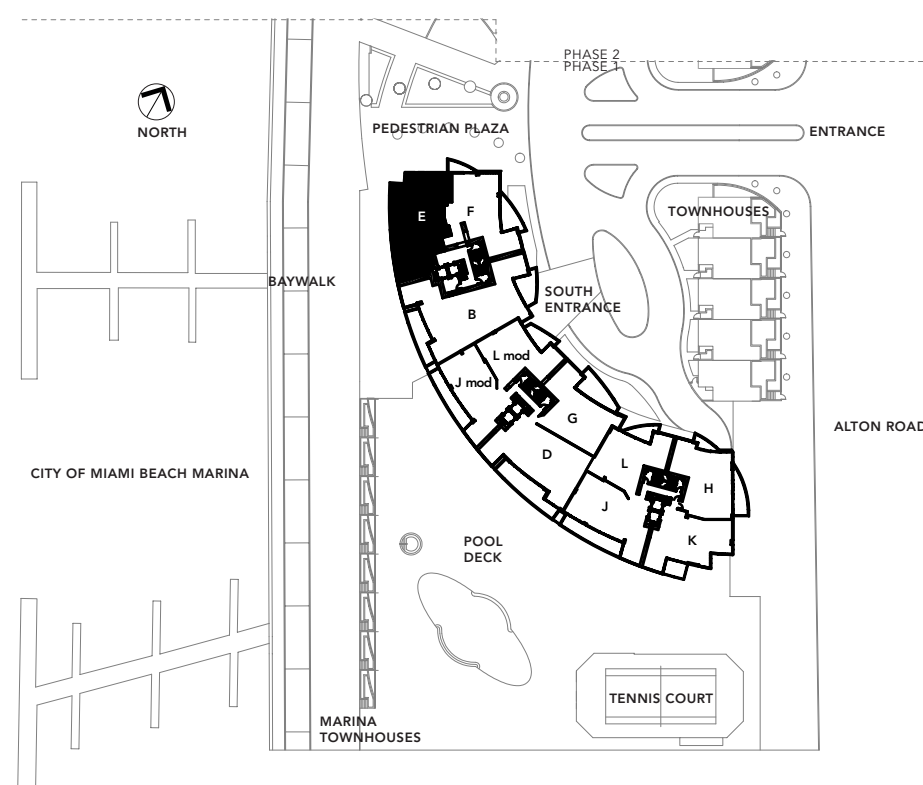 PHASE 2
PHASE 1
NORTH
PEDESTRIAN PLAZA
ENTRANCE
E
F
TOWNHOUSES
BAYWALK
SOUTH
ENTRANCE
B
L mod
J mod
G
ALTON ROAD
D
L
H
CITY OF MIAMI BEACH MARINA
J
K
POOL
DECK
TENNIS COURT
MARINA
TOWNHOUSES